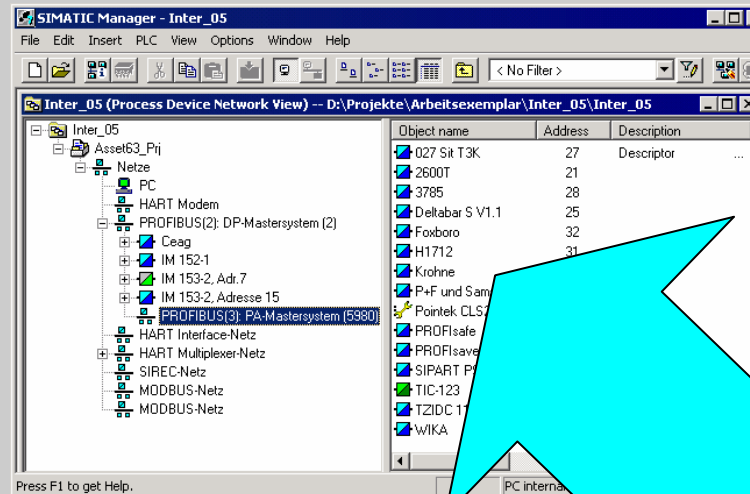 SIMATIC Manager - Inter_05
File Edit Insert PLC View Options Window Help
< No Filter >
Inter_05 (Process Device Network View) -- D:\Projekte\Arbeitsexemplar\Inter_05\Inter_05
Inter_05
Asset63_Prj
Netze
PC
HART Modem
PROFIBUS(2): DP-Mastersystem (2)
Ceag
IM 152-1
IM 153-2, Adr.7
IM 153-2, Adresse 15
PROFIBUS(3): PA-Mastersystem (5980)
HART Interface-Netz
HART Multiplexer-Netz
SIREC-Netz
MODBUS-Netz
MODBUS-Netz
Object name Address Description
027 Sit T3K 27 Descriptor ...
2600T 21
3785 28
Deltabar S V1.1 25
Foxboro 32
H1712 31
Krohne
P+F und Sam
Pointek CLS2
PROFIsafe
PROFIsave
SIPART
TIC-123
TZIDC 11
WIKA
Press F1 to get Help.
PC interna